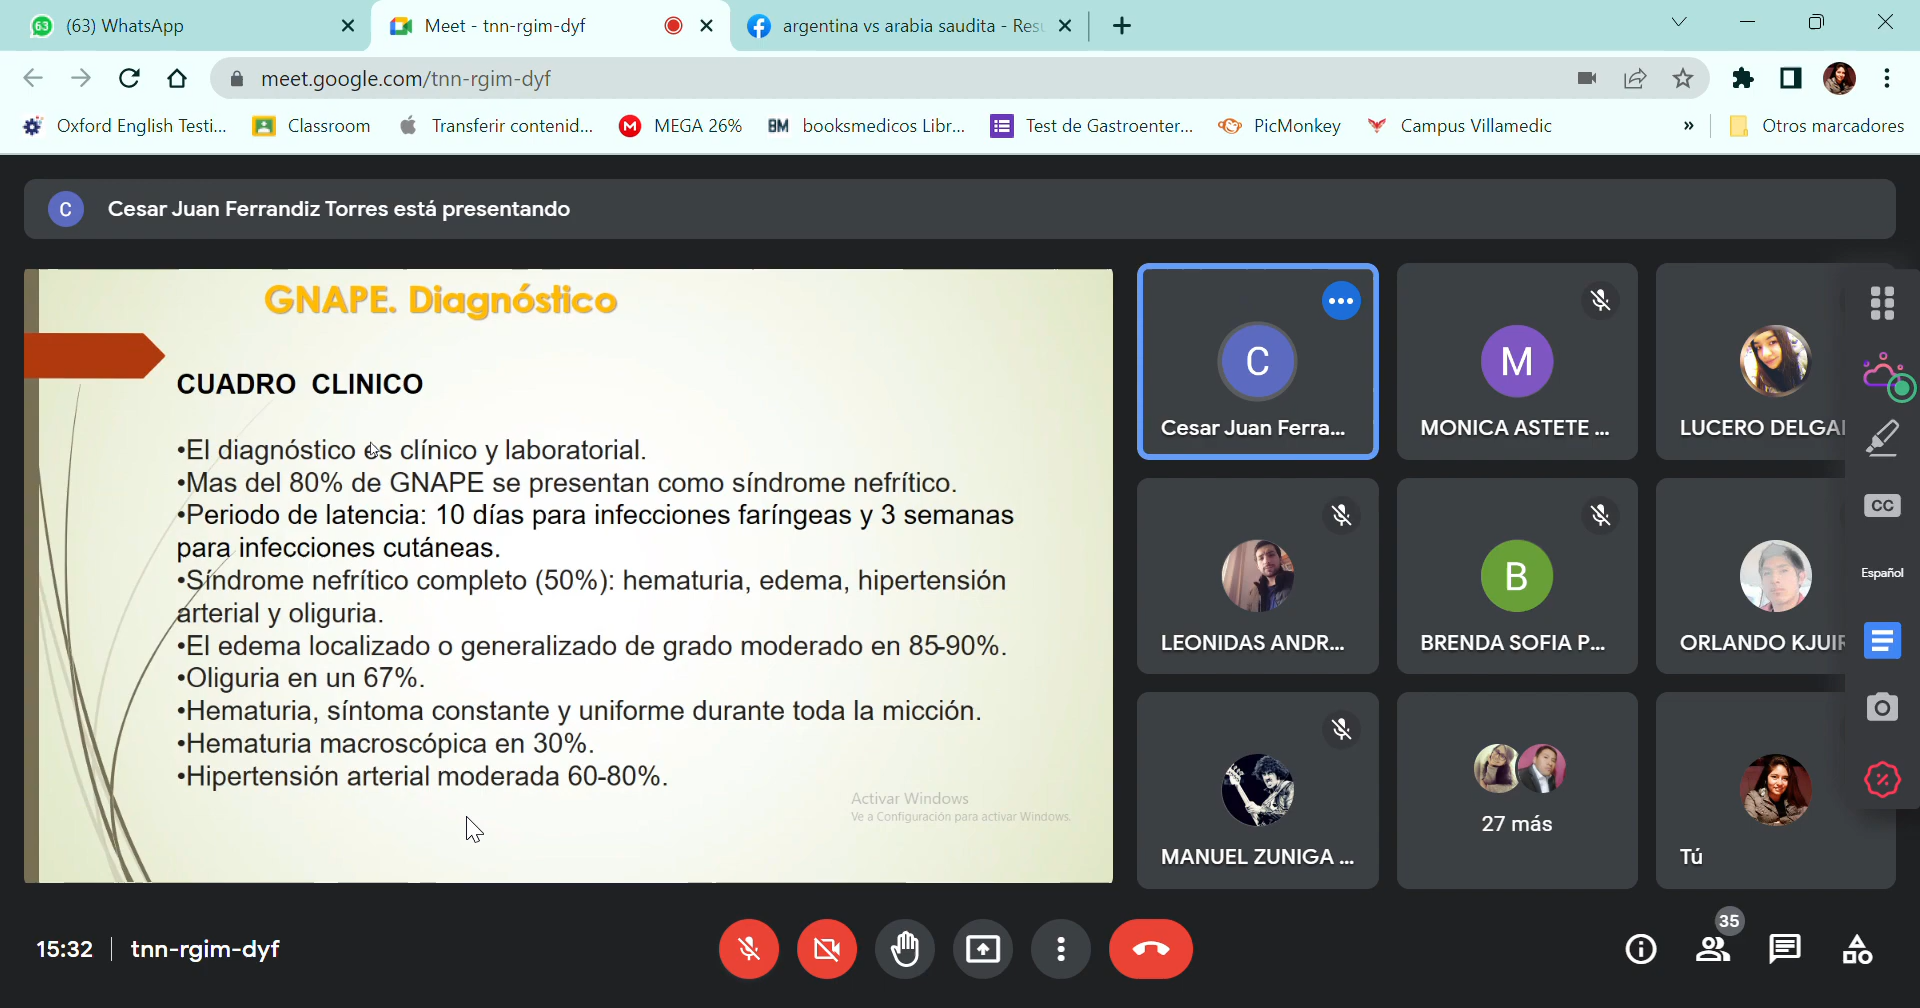 63
(63) WhatsApp
Meet - tnn-rgim-dyf
argentina vs arabia saudita - Resu
meet.google.com/tnn-rgim-dyf
Oxford English Testi...
Classroom
Transferir contenid...
M
MEGA 26%
BM
booksmedicos Libr...
Test de Gastroenter...
PicMonkey
Campus Villamedic
»
Otros marcadores
C
Cesar Juan Ferrandiz Torres está presentando
GNAPE. Diagnóstico
CUADRO CLINICO
•El diagnóstico es clínico y laboratorial.
•Mas del 80% de GNAPE se presentan como síndrome nefrítico.
•Periodo de latencia: 10 días para infecciones faríngeas y 3 semanas
para infecciones cutáneas.
•Síndrome nefrítico completo (50%): hematuria, edema, hipertensión
arterial y oliguria.
•El edema localizado o generalizado de grado moderado en 85-90%.
•Oliguria en un 67%.
•Hematuria, síntoma constante y uniforme durante toda la micción.
•Hematuria macroscópica en 30%.
•Hipertensión arterial moderada 60-80%.
Activar Windows
Ve a Configuración para activar Windows.
C
Cesar Juan Ferra...
M
MONICA ASTETE ...
LUCERO DELGA
LEONIDAS ANDR...
B
BRENDA SOFIA P...
ORLANDO KJUIR
MANUEL ZUNIGA ...
27 más
Tú
CC
Español
15:32
tnn-rgim-dyf
35